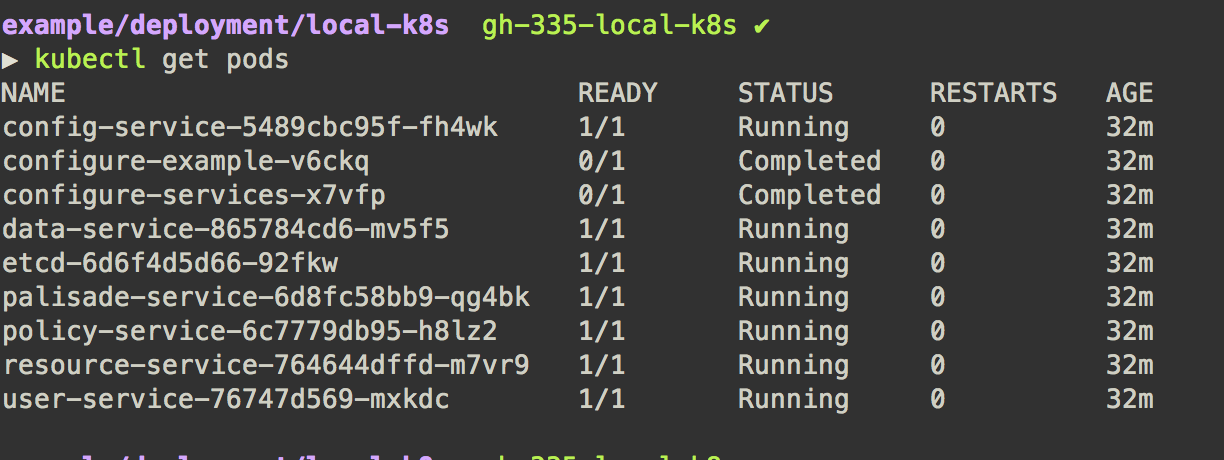 example/deployment/local-k8s gh-335-local-k8s ✔
▶ kubectl get pods
NAME READY STATUS RESTARTS AGE
config-service-5489cbc95f-fh4wk 1/1 Running 0 32m
configure-example-v6ckq 0/1 Completed 0 32m
configure-services-x7vfp 0/1 Completed 0 32m
data-service-865784cd6-mv5f5 1/1 Running 0 32m
etcd-6d6f4d5d66-92fkw 1/1 Running 0 32m
palisade-service-6d8fc58bb9-qg4bk 1/1 Running 0 32m
policy-service-6c7779db95-h8lz2 1/1 Running 0 32m
resource-service-764644dffd-m7vr9 1/1 Running 0 32m
user-service-76747d569-mxkdc 1/1 Running 0 32m